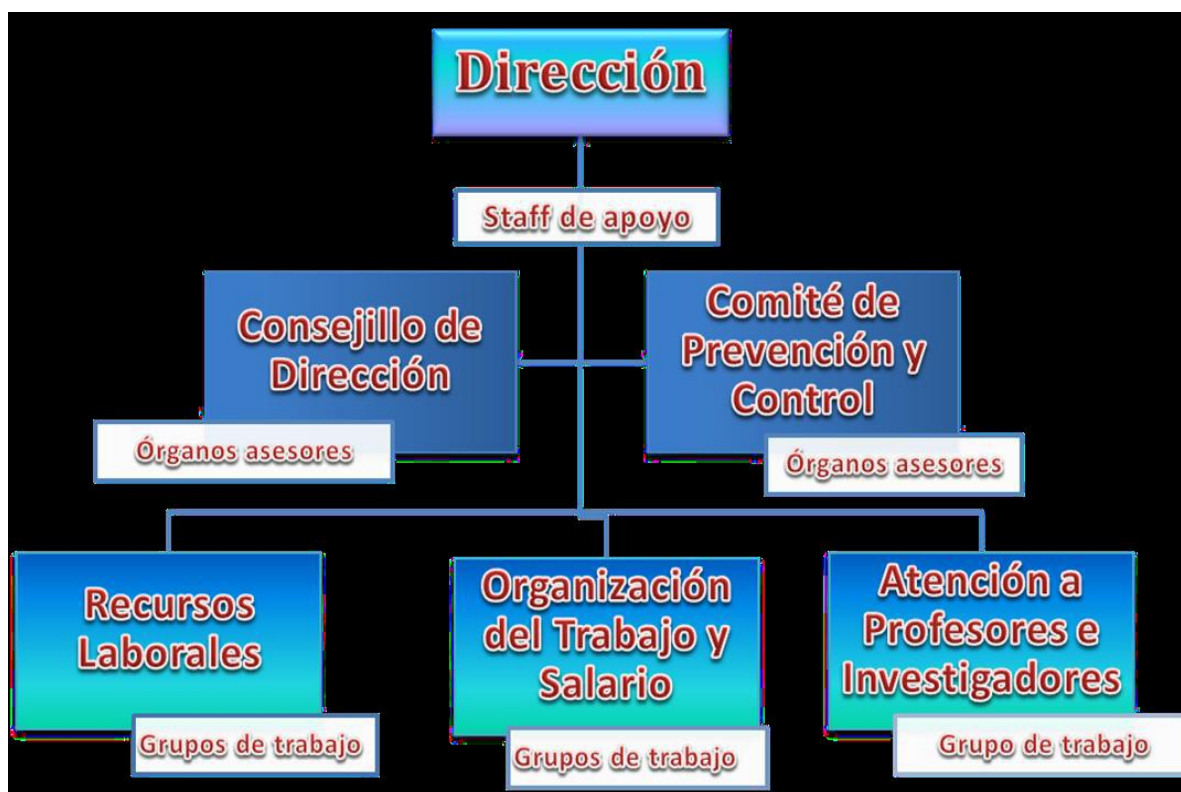 Dirección
Staff de apoyo
Consejillo de
Dirección
Órganos asesores
Comité de
Prevención y
Control
Órganos asesores
Recursos
Laborales
Grupos de trabajo
Organización
del Trabajo y
Salario
Grupos de trabajo
Atención a
Profesores e
Investigadores
Grupo de trabajo